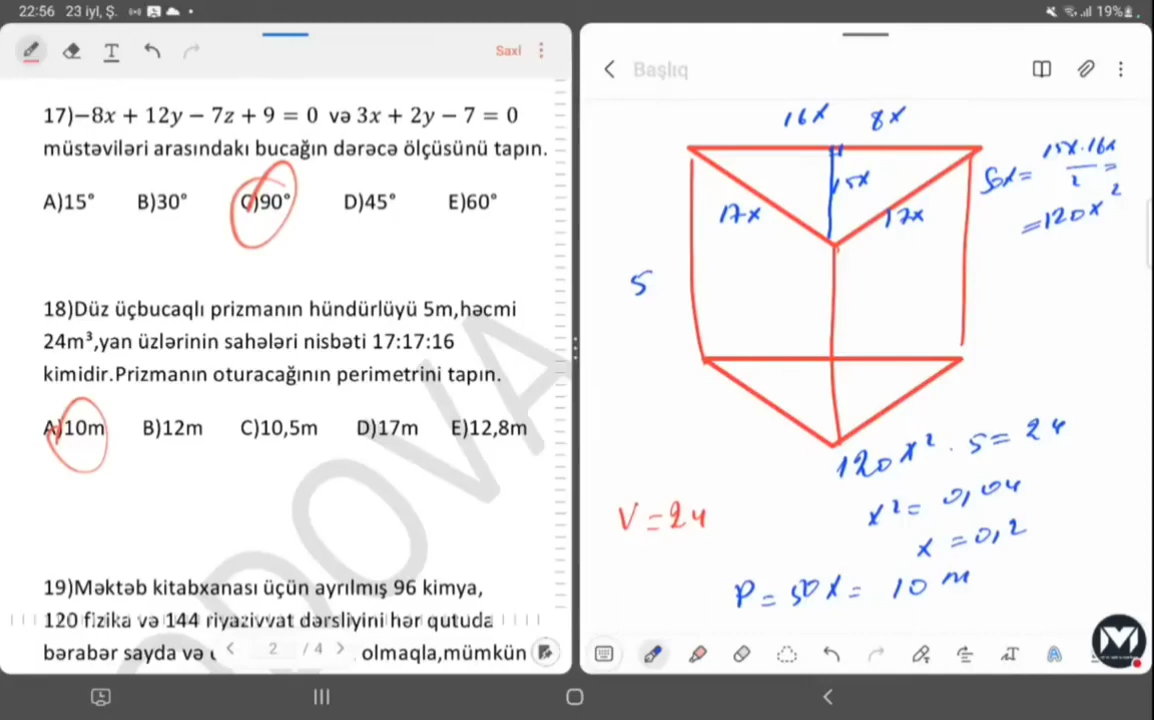 22:56 23 iyl, Ş.
19%
Saxl
17)−8x + 12y − 7z + 9 = 0 və 3x + 2y − 7 = 0
müstəviləri arasındakı bucağın dərəcə ölçüsünü tapın.
A)15° B)30° C)90° D)45° E)60°
18)Düz üçbucaqlı prizmanın hündürlüyü 5m,həcmi
24m³,yan üzlərinin sahələri nisbəti 17:17:16
kimidir.Prizmanın oturacağının perimetrini tapın.
A)10m B)12m C)10,5m D)17m E)12,8m
19)Məktəb kitabxanası üçün ayrılmış 96 kimya,
120 fizika və 144 riyaziyyat dərsliyini hər qutuda
bərabər sayda və olmaqla,mümkün
2 / 4
DOVA
Başlıq
16x 8x
15x
17x 17x
Sot= 15x·16x / 2 =
=120x²
5
120x² · 5 = 24
x² = 0,04
x = 0,2
V = 24
P = 50x = 10 m